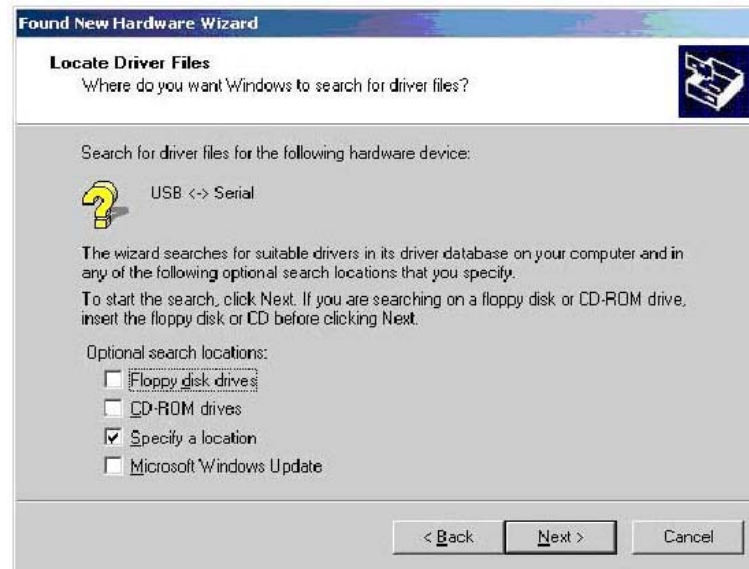 Found New Hardware Wizard
Locate Driver Files
Where do you want Windows to search for driver files?
Search for driver files for the following hardware device:
USB <-> Serial
The wizard searches for suitable drivers in its driver database on your computer and in
any of the following optional search locations that you specify.
To start the search, click Next. If you are searching on a floppy disk or CD-ROM drive,
insert the floppy disk or CD before clicking Next.
Optional search locations:
Floppy disk drives
CD-ROM drives
Specify a location
Microsoft Windows Update
< Back Next > Cancel